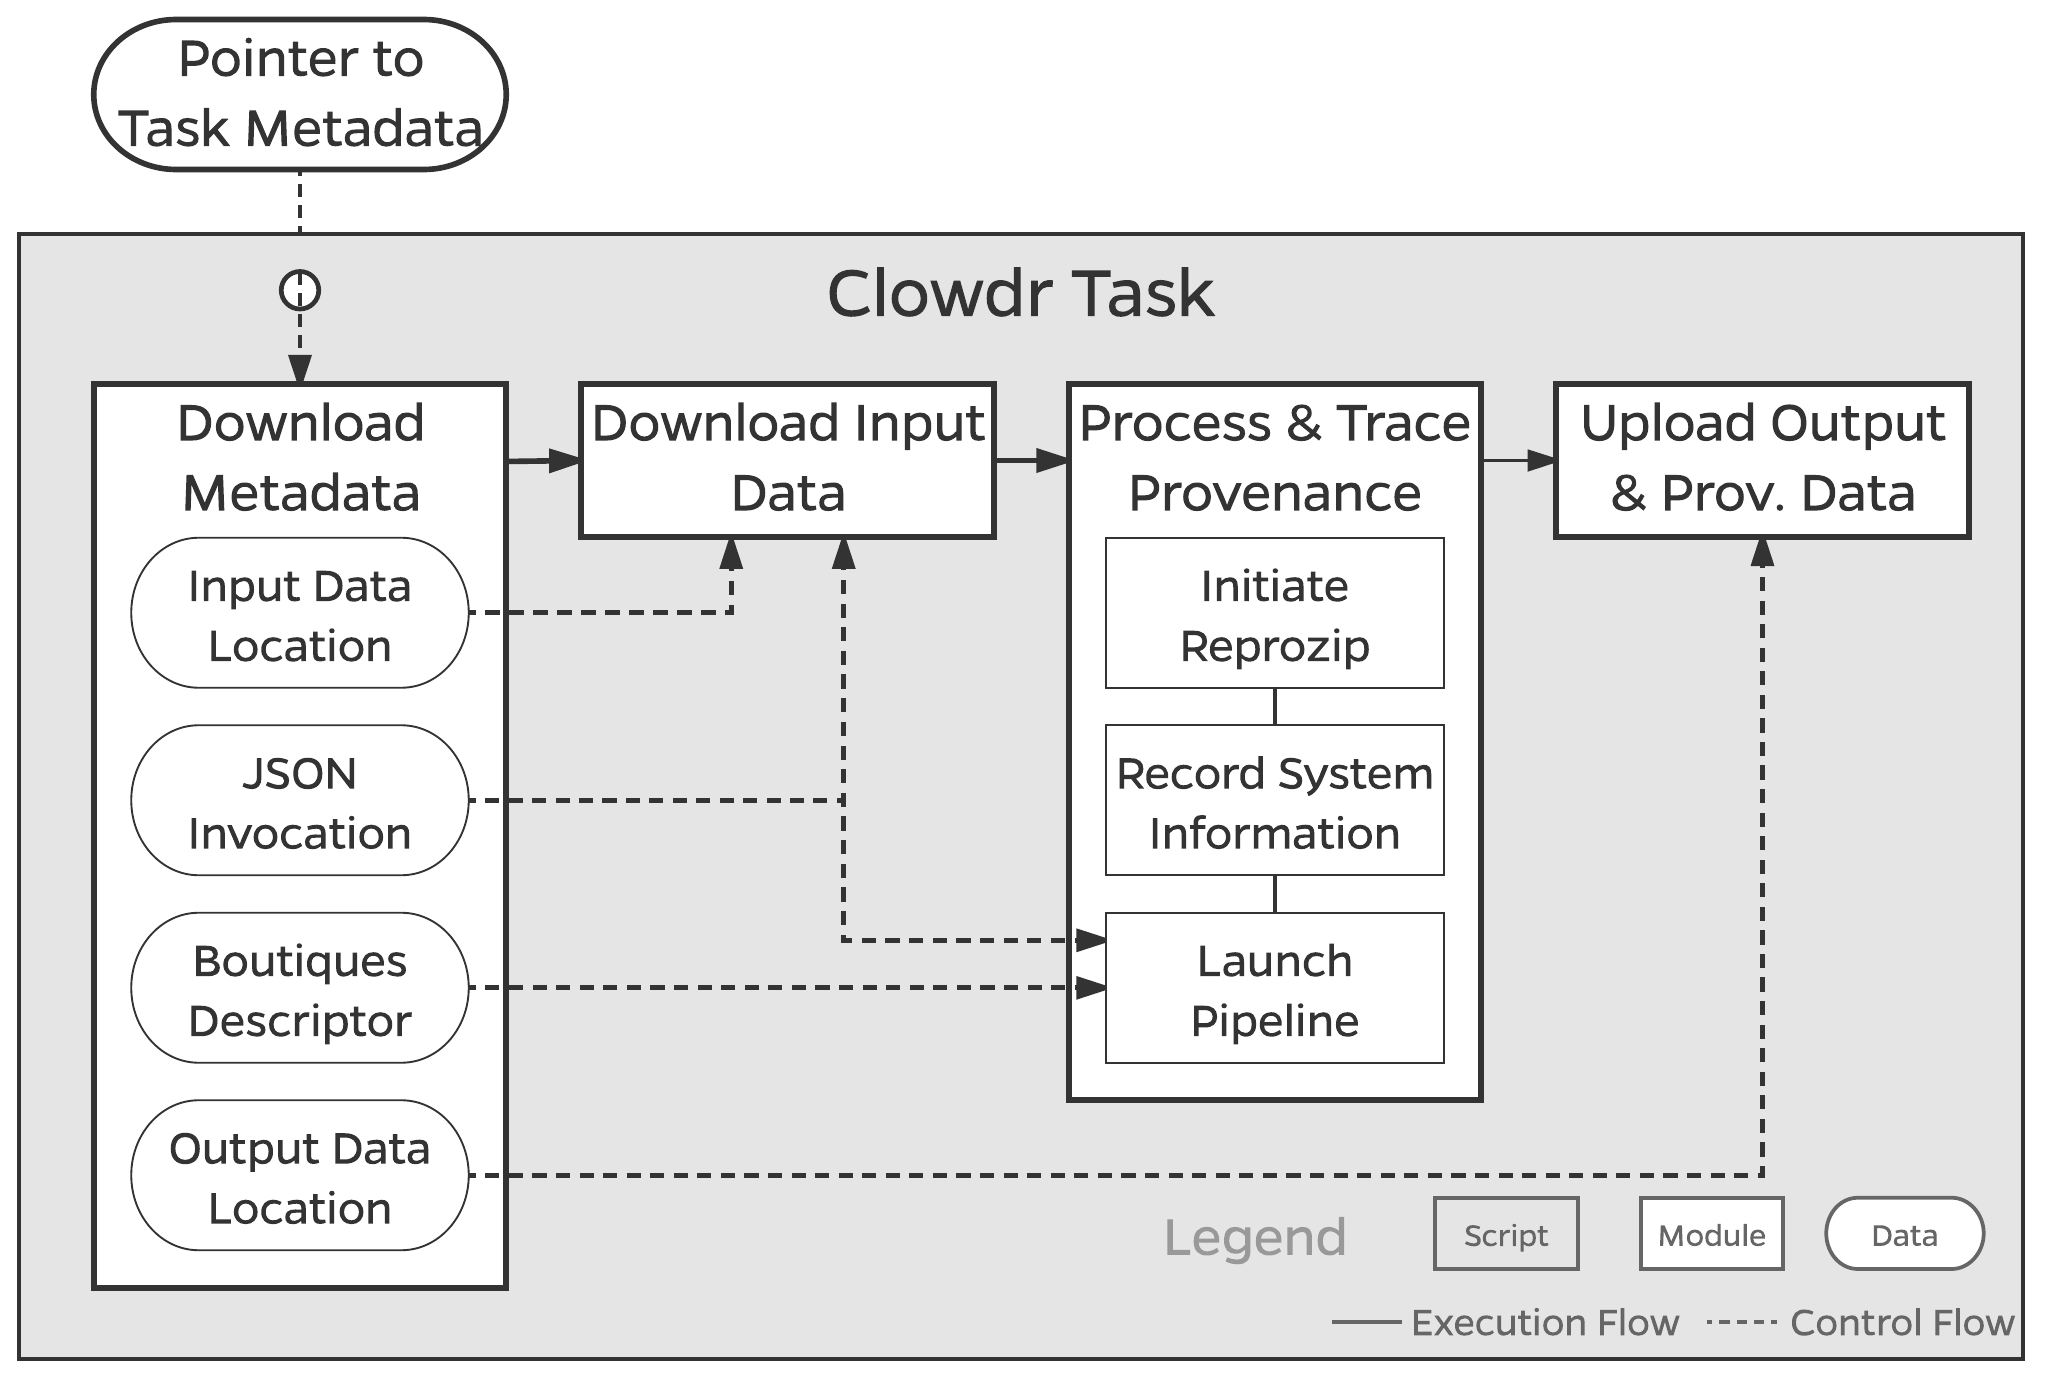 Pointer to
Task Metadata
Clowdr Task
Download
Metadata
Input Data
Location
JSON
Invocation
Boutiques
Descriptor
Output Data
Location
Download Input
Data
Process & Trace
Provenance
Initiate
Reprozip
Record System
Information
Launch
Pipeline
Upload Output
& Prov. Data
Legend
Script
Module
Data
Execution Flow
Control Flow